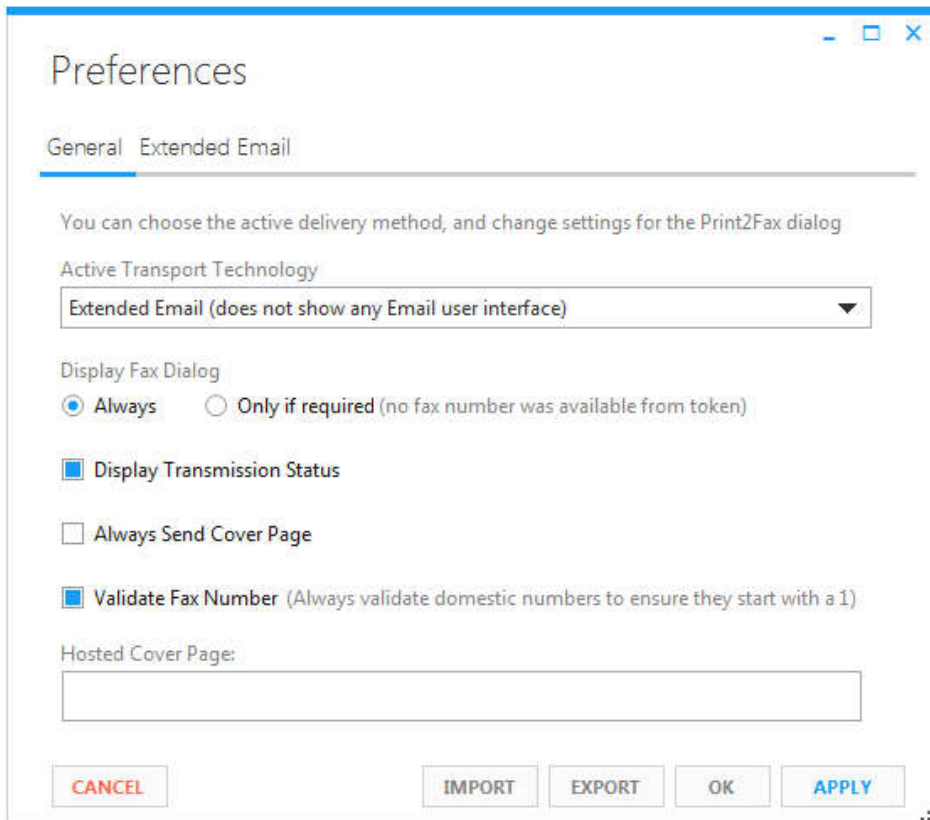 Preferences
General Extended Email
You can choose the active delivery method, and change settings for the Print2Fax dialog
Active Transport Technology
Extended Email (does not show any Email user interface)
Display Fax Dialog
Always Only if required (no fax number was available from token)
Display Transmission Status
Always Send Cover Page
Validate Fax Number (Always validate domestic numbers to ensure they start with a 1)
Hosted Cover Page:
CANCEL IMPORT EXPORT OK APPLY